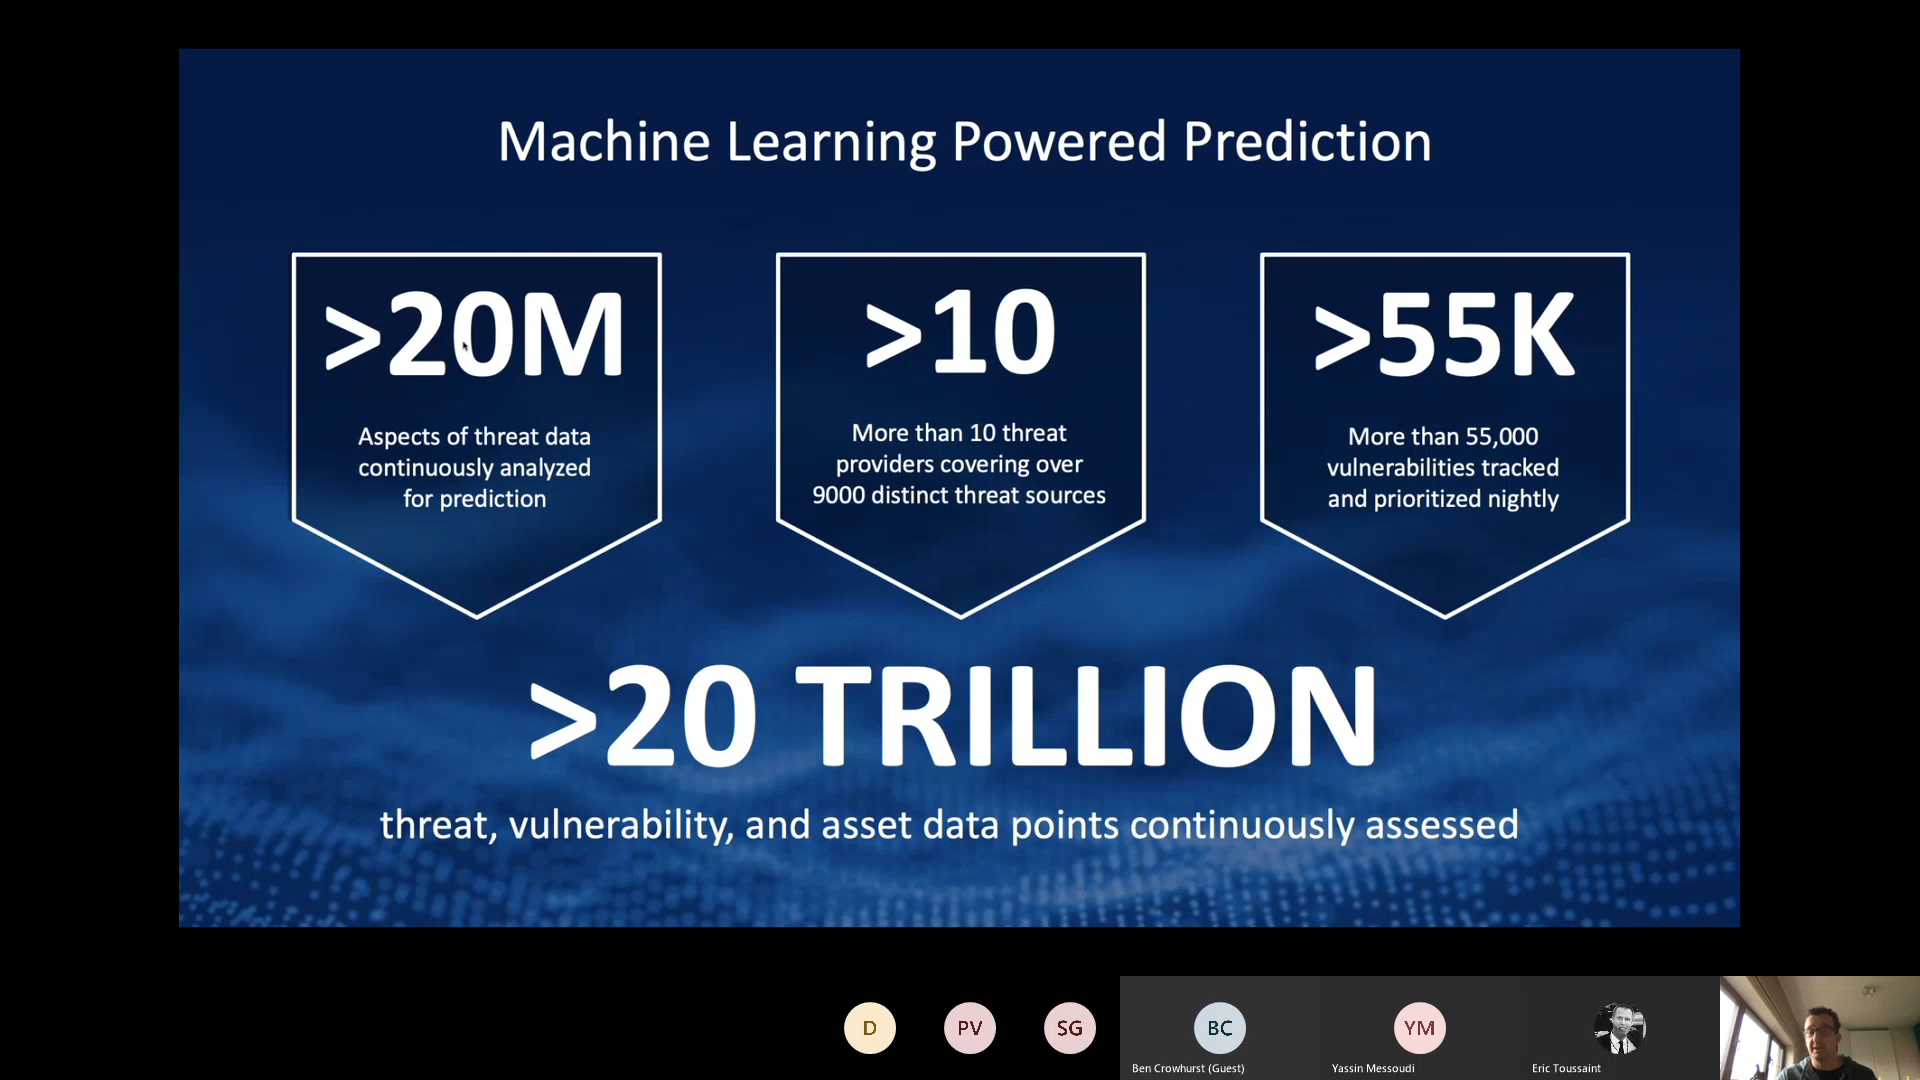 Machine Learning Powered Prediction
>20M
Aspects of threat data
continuously analyzed
for prediction
>10
More than 10 threat
providers covering over
9000 distinct threat sources
>55K
More than 55,000
vulnerabilities tracked
and prioritized nightly
>20 TRILLION
threat, vulnerability, and asset data points continuously assessed
D
PV
SG
BC
Ben Crowhurst (Guest)
YM
Yassin Messoudi
Eric Toussaint